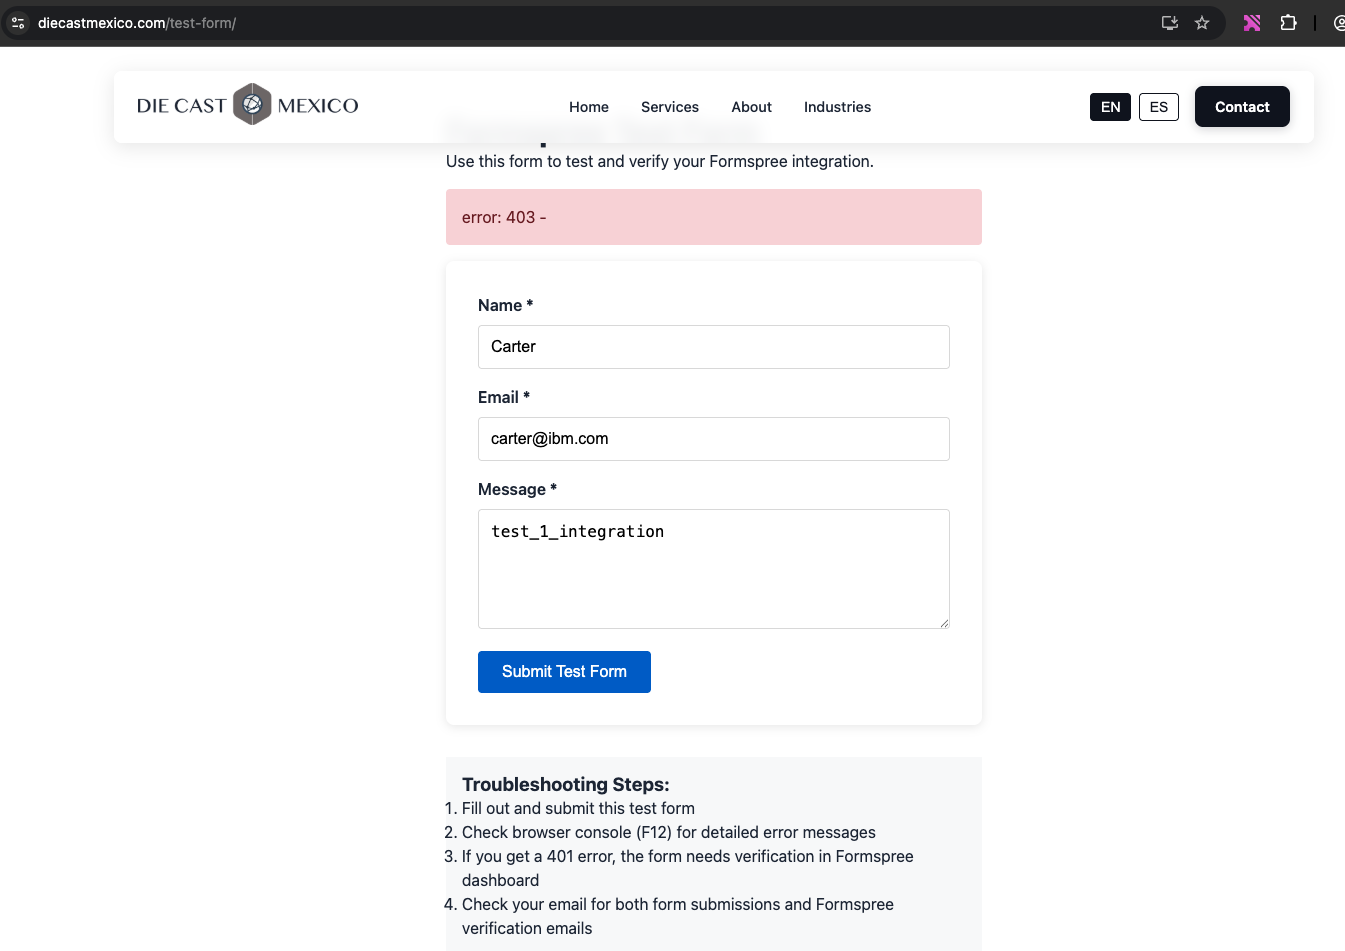 diecastmexico.com/test-form/
DIE CAST MEXICO
Home Services About Industries
EN ES Contact
Use this form to test and verify your Formspree integration.
error: 403 -
Name *
Carter
Email *
carter@ibm.com
Message *
test_1_integration
Submit Test Form
Troubleshooting Steps:
1. Fill out and submit this test form
2. Check browser console (F12) for detailed error messages
3. If you get a 401 error, the form needs verification in Formspree
dashboard
4. Check your email for both form submissions and Formspree
verification emails